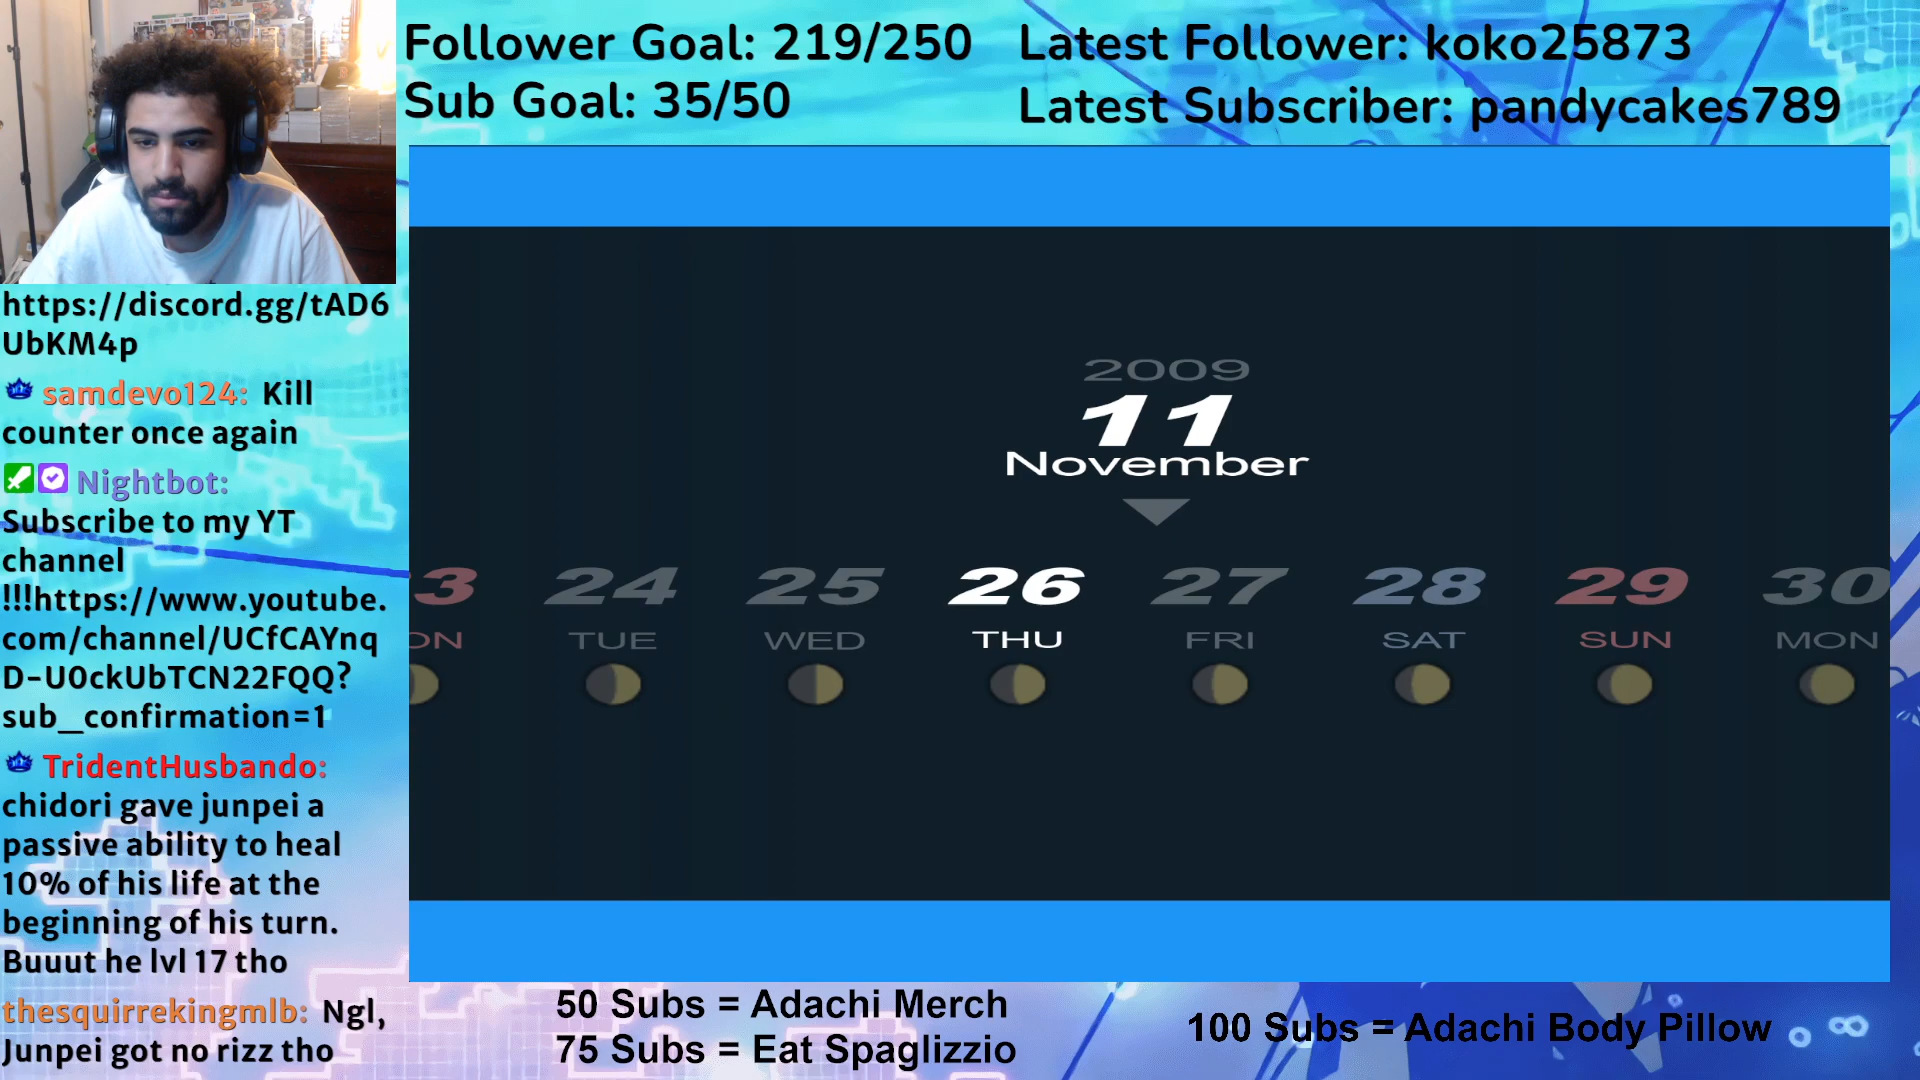 Follower Goal: 219/250
Sub Goal: 35/50
Latest Follower: koko25873
Latest Subscriber: pandycakes789
https://discord.gg/tAD6
UbKM4p
samdevo124: Kill
counter once again
Nightbot:
Subscribe to my YT
channel
!!!https://www.youtube.
com/channel/UCfCAYnq
D-U0ckUbTCN22FQQ?
sub_confirmation=1
TridentHusbando:
chidori gave junpei a
passive ability to heal
10% of his life at the
beginning of his turn.
Buuut he lvl 17 tho
thesquirrekingmlb: Ngl,
Junpei got no rizz tho
2009
11
November
3 24 25 26 27 28 29 30
ON TUE WED THU FRI SAT SUN MON
50 Subs = Adachi Merch
75 Subs = Eat Spaglizzio
100 Subs = Adachi Body Pillow